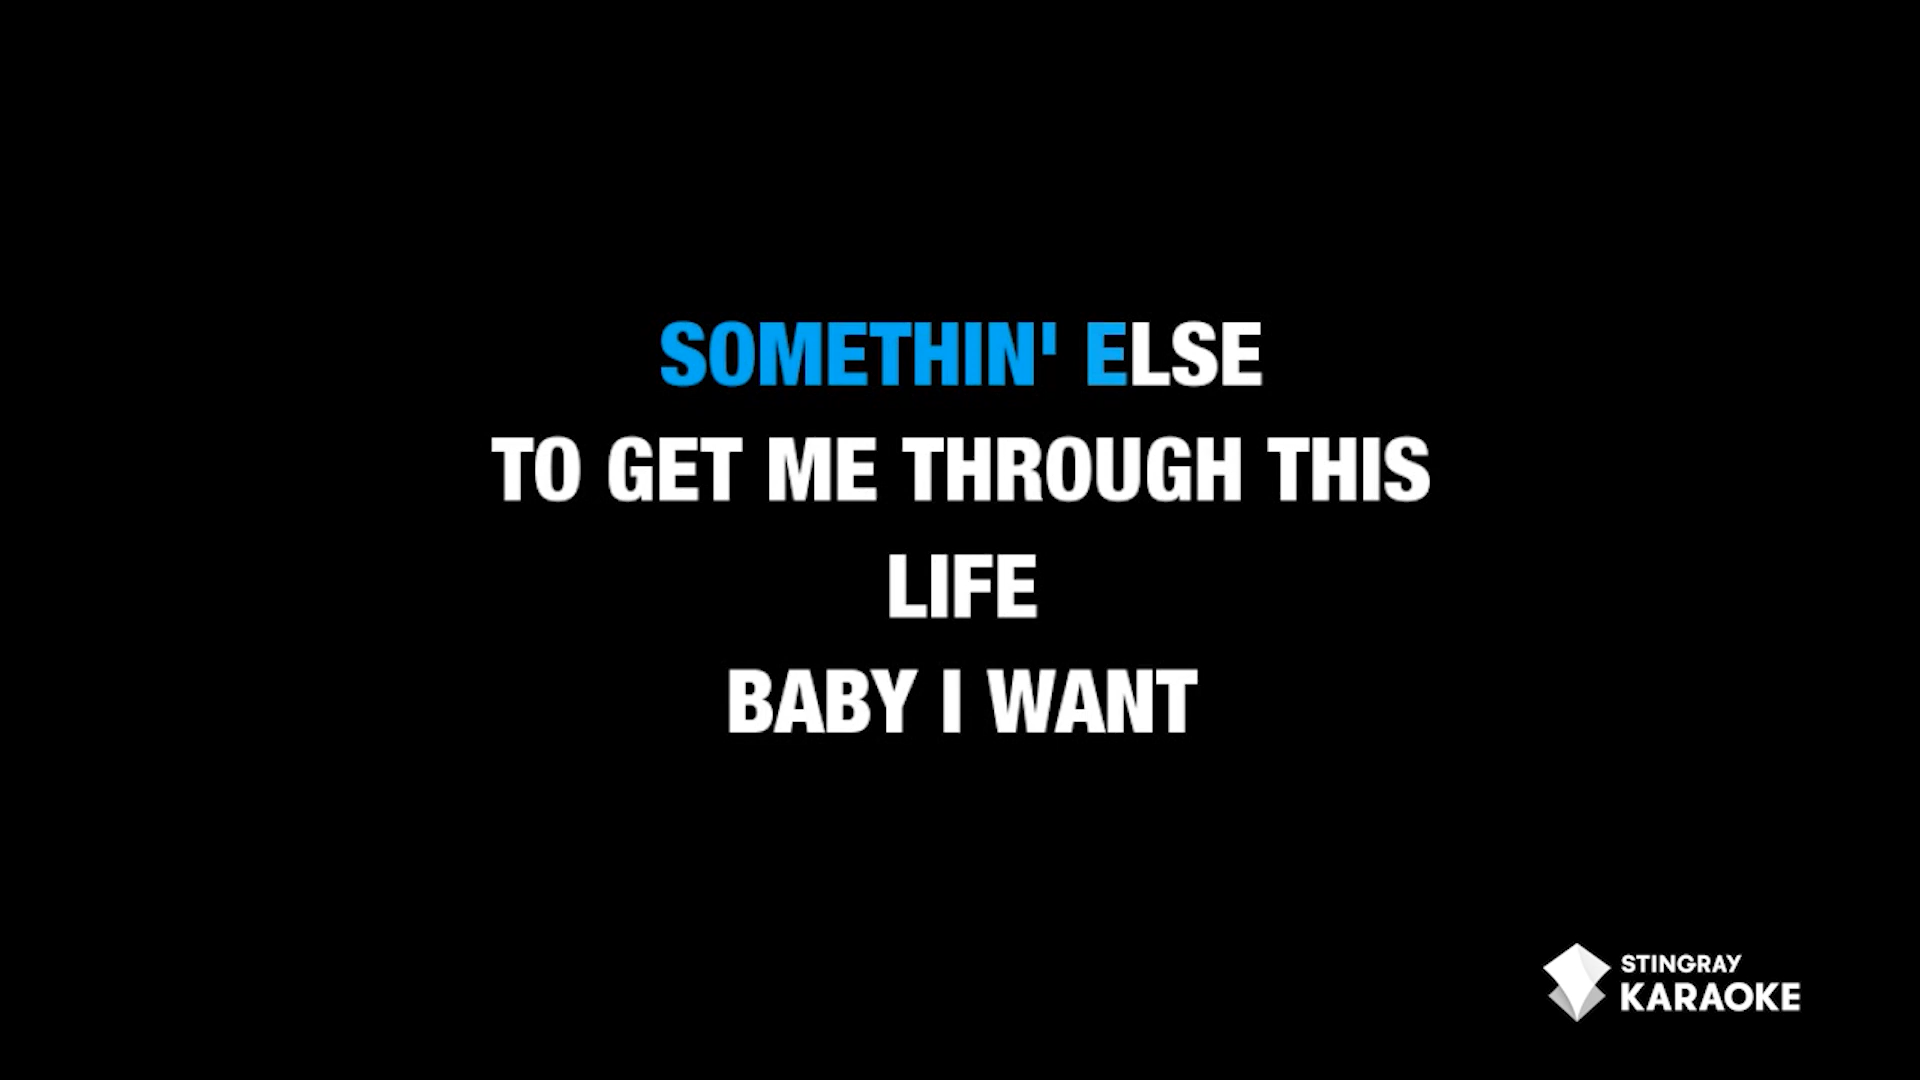 SOMETHIN' ELSE
TO GET ME THROUGH THIS
LIFE
BABY I WANT
STINGRAY
KARAOKE